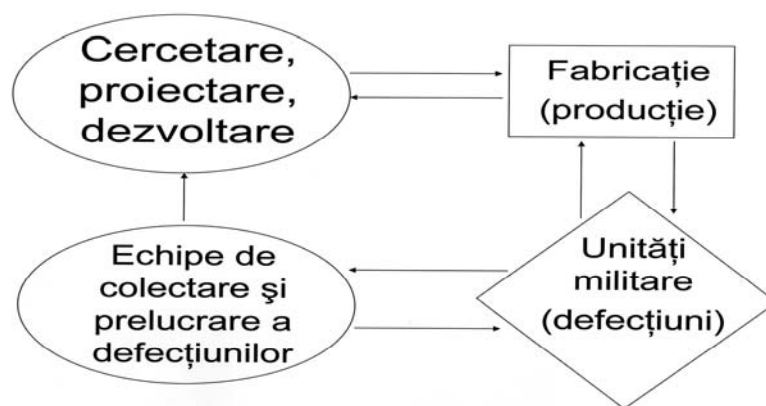 Cercetare,
proiectare,
dezvoltare
Fabricație
(producție)
Echipe de
colectare şi
prelucrare a
defecțiunilor
Unități
militare
(defecțiuni)